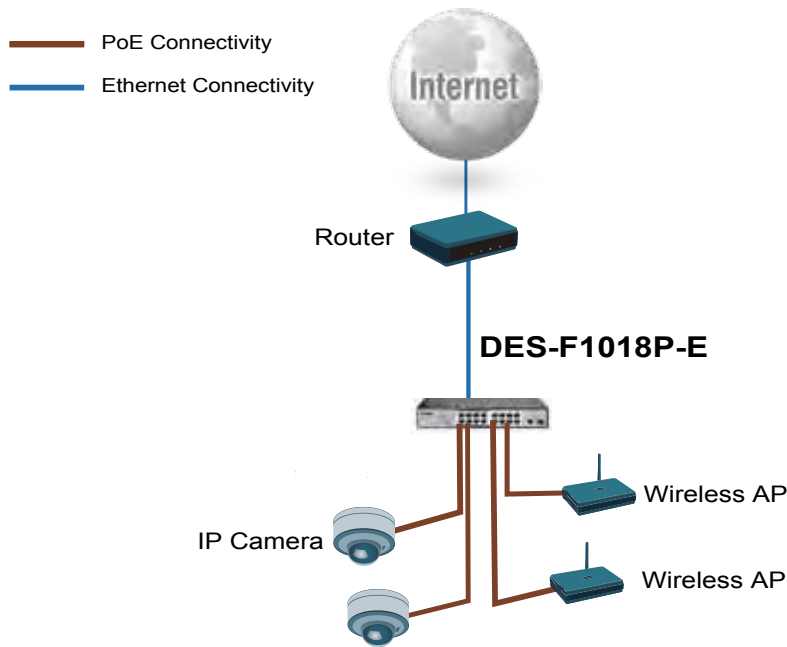 PoE Connectivity
Ethernet Connectivity
Internet
Router
DES-F1018P-E
Wireless AP
IP Camera
Wireless AP